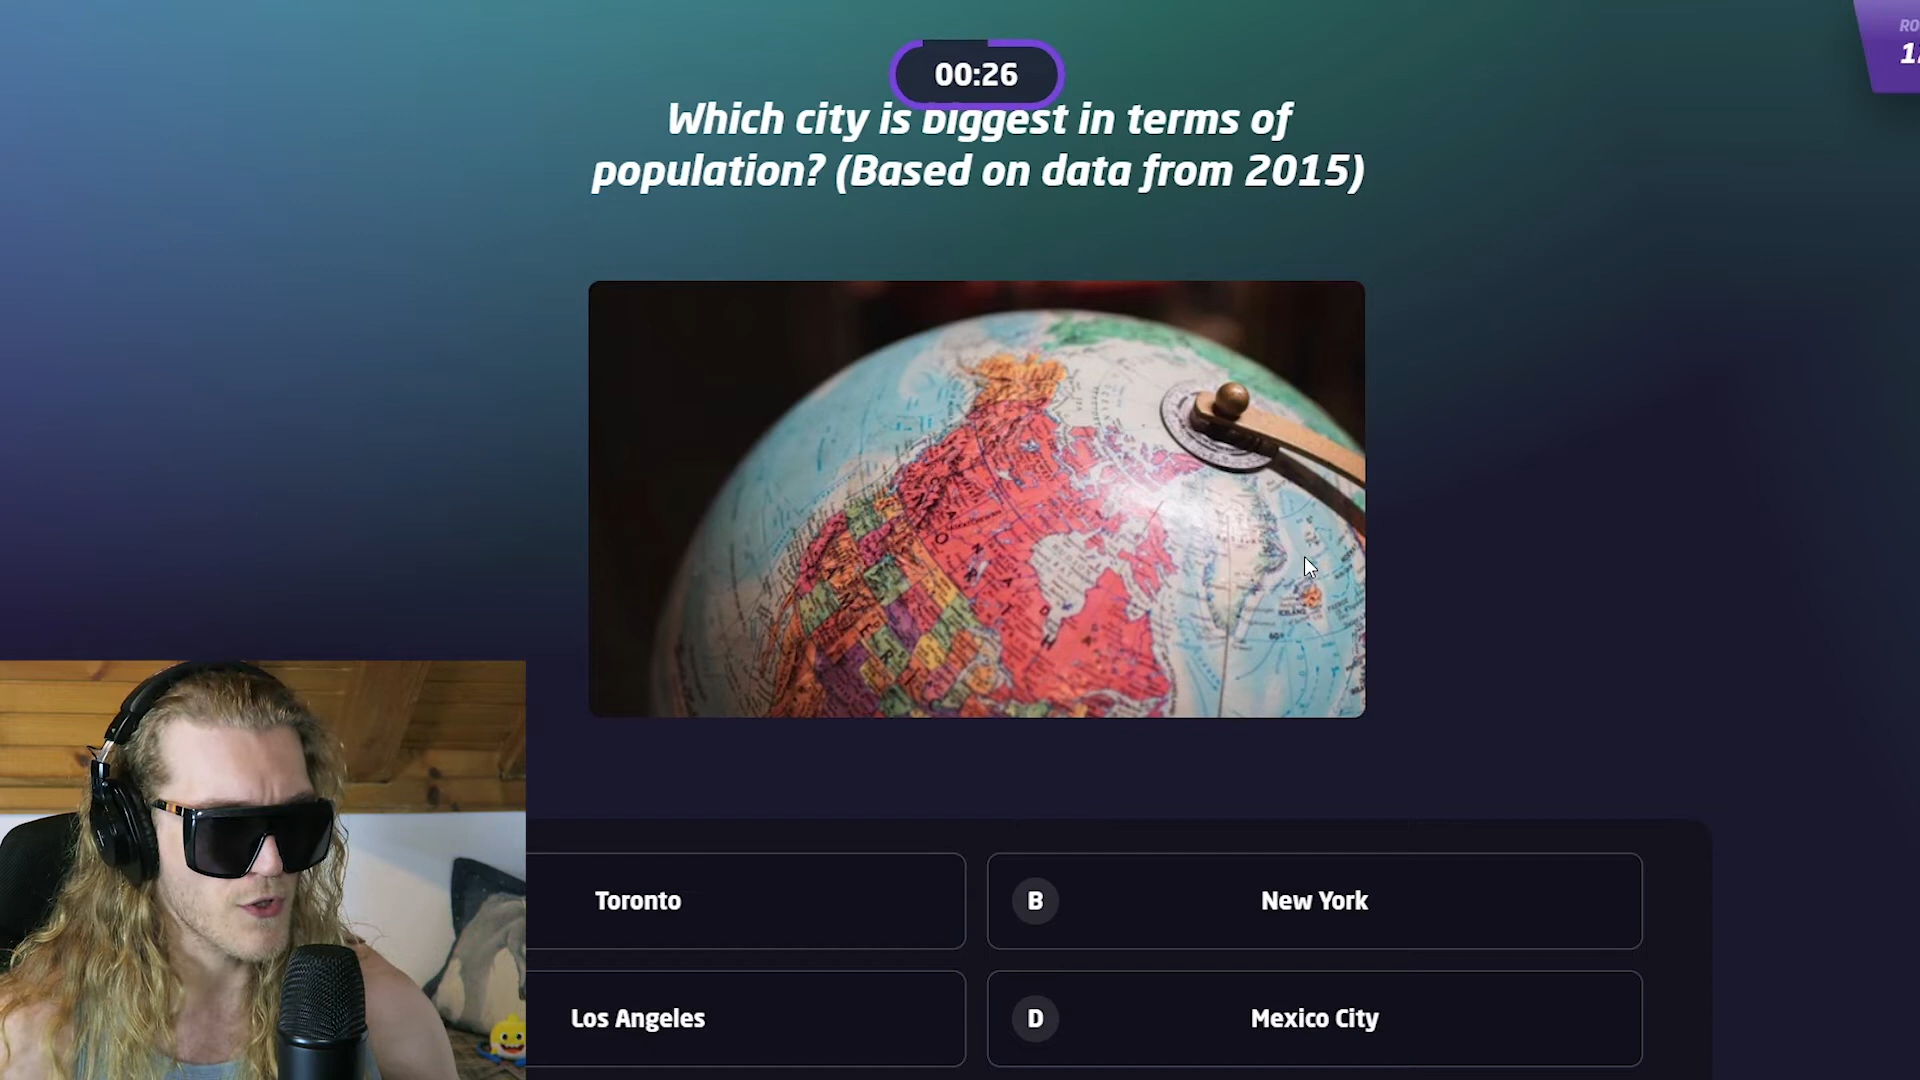 00:26
Which city is biggest in terms of
population? (Based on data from 2015)
Toronto
B
New York
Los Angeles
D
Mexico City